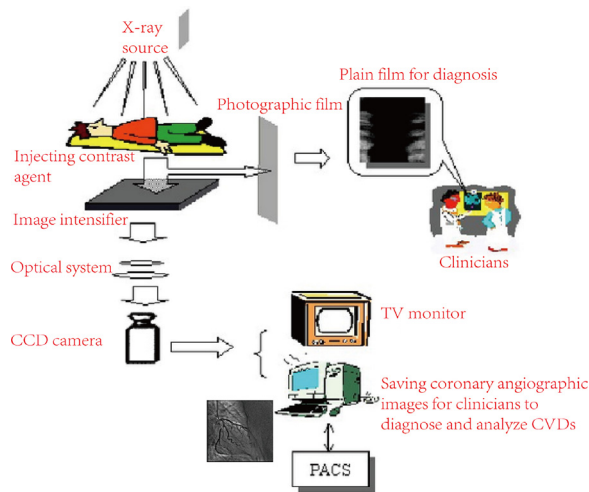 X-ray
source
Plain film for diagnosis
Photographic film
Injecting contrast
agent
Image intensifier
Clinicians
Optical system
TV monitor
CCD camera
Saving coronary angiographic
images for clinicians to
diagnose and analyze CVDs
PACS